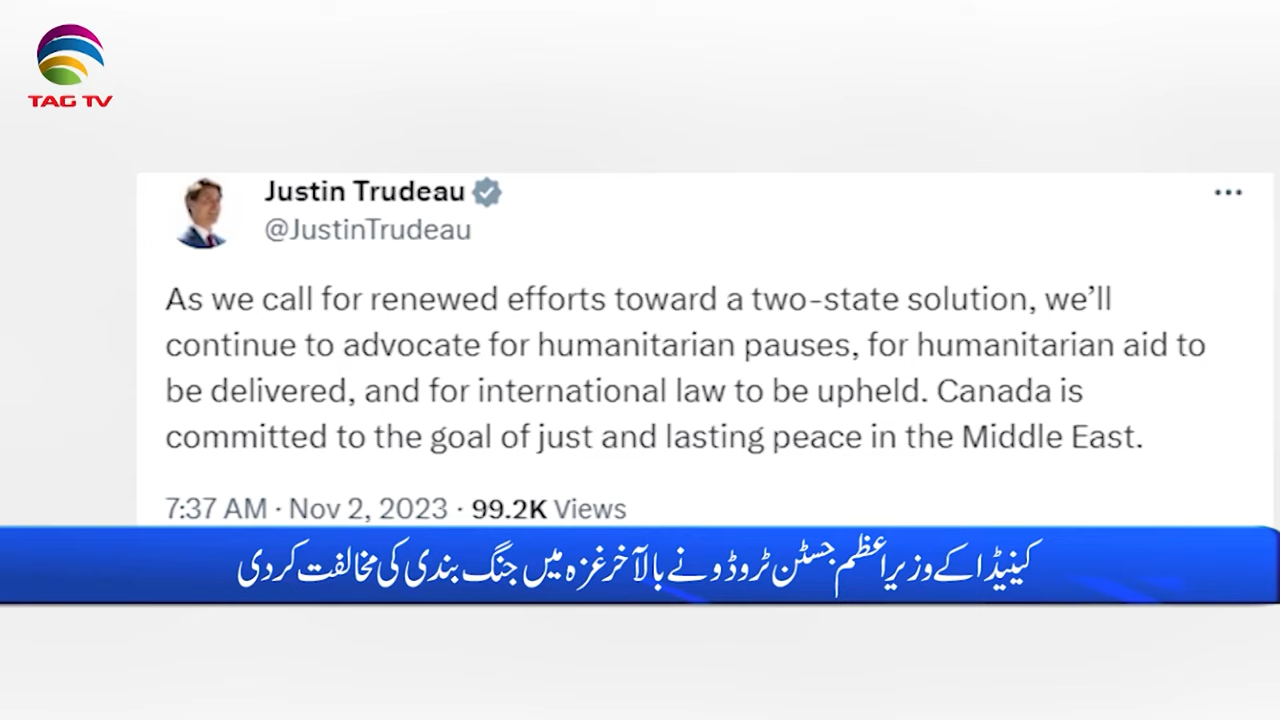 TAG TV
Justin Trudeau
@JustinTrudeau
As we call for renewed efforts toward a two-state solution, we’ll
continue to advocate for humanitarian pauses, for humanitarian aid to
be delivered, and for international law to be upheld. Canada is
committed to the goal of just and lasting peace in the Middle East.
7:37 AM · Nov 2, 2023 · 99.2K Views
کینیڈا کے وزیراعظم جسٹن ٹروڈو نے بالآخر غزہ میں جنگ بندی کی مخالفت کر دی